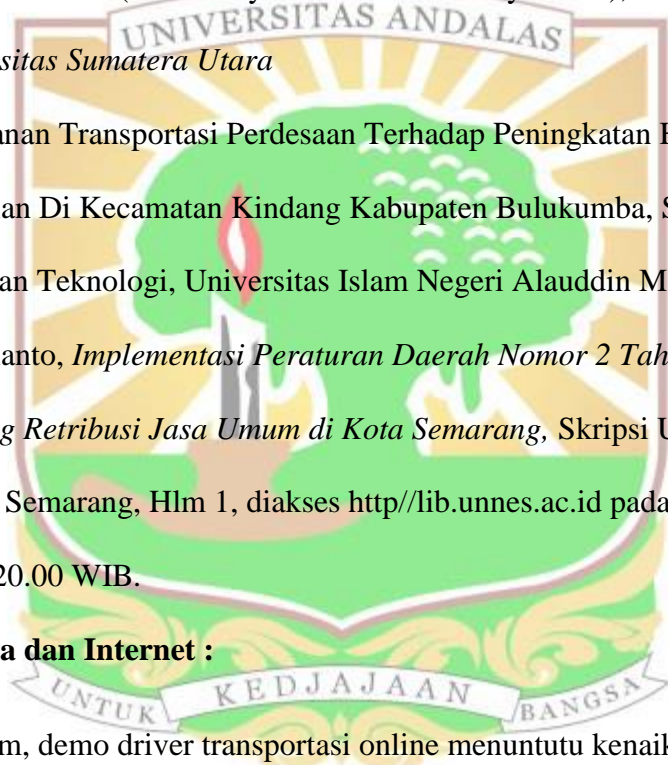 UNIVERSITAS ANDALAS
sitas Sumatera Utara
anan Transportasi Perdesaan Terhadap Peningkatan
an Di Kecamatan Kindang Kabupaten Bulukumba, S
an Teknologi, Universitas Islam Negeri Alauddin M
anto, Implementasi Peraturan Daerah Nomor 2 Tah
g Retribusi Jasa Umum di Kota Semarang, Skripsi U
Semarang, Hlm 1, diakses http//lib.unnes.ac.id pada
20.00 WIB.
a dan Internet :
UNTUK KEDJAJAAN BANGSA
m, demo driver transportasi online menuntutu kenaik